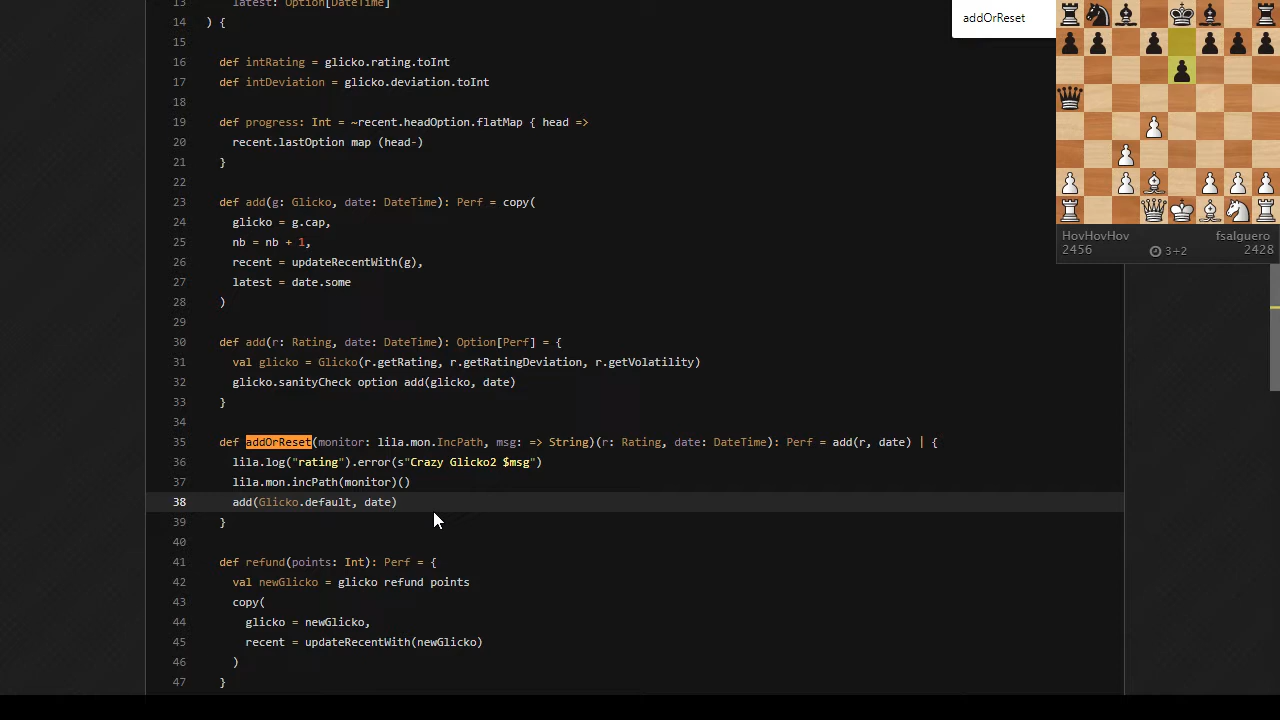 13 latest: Option[DateTime]
14 ) {
15
16 def intRating = glicko.rating.toInt
17 def intDeviation = glicko.deviation.toInt
18
19 def progress: Int = ~recent.headOption.flatMap { head =>
20 recent.lastOption map (head-)
21 }
22
23 def add(g: Glicko, date: DateTime): Perf = copy(
24 glicko = g.cap,
25 nb = nb + 1,
26 recent = updateRecentWith(g),
27 latest = date.some
28 )
29
30 def add(r: Rating, date: DateTime): Option[Perf] = {
31 val glicko = Glicko(r.getRating, r.getRatingDeviation, r.getVolatility)
32 glicko.sanityCheck option add(glicko, date)
33 }
34
35 def addOrReset(monitor: lila.mon.IncPath, msg: => String)(r: Rating, date: DateTime): Perf = add(r, date) | {
36 lila.log("rating").error(s"Crazy Glicko2 $msg")
37 lila.mon.incPath(monitor)()
38 add(Glicko.default, date)
39 }
40
41 def refund(points: Int): Perf = {
42 val newGlicko = glicko refund points
43 copy(
44 glicko = newGlicko,
45 recent = updateRecentWith(newGlicko)
46 )
47 }
addOrReset
HovHovHov fsalguero
2456 3+2 2428